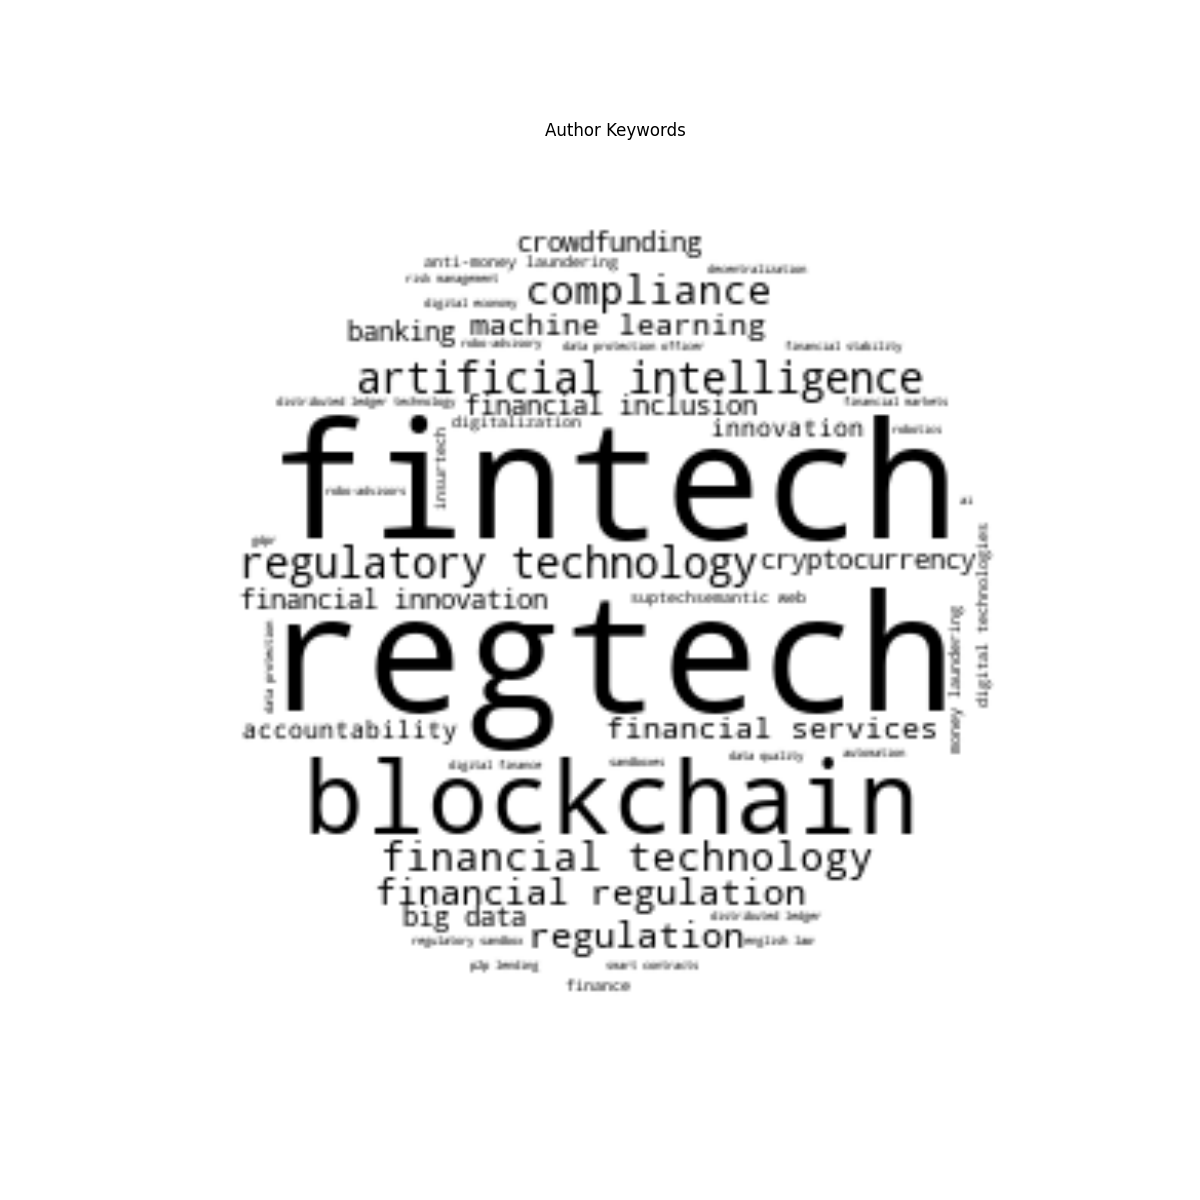 Author Keywords
crowdfunding
anti-money laundering
decentralization
risk management
compliance
digital economy
banking
machine learning
robo-advisory
data protection officer
financial stability
artificial intelligence
distributed ledger technology
financial inclusion
financial markets
digitalization
innovation
robotics
fintech
insurtech
robo-advisors
ai
gdpr
regulatory technology
cryptocurrency
digital technologies
financial innovation
suptech
semantic web
regtech
data protection
money laundering
accountability
financial services
digital finance
sandboxes
data quality
automation
blockchain
financial technology
financial regulation
big data
distributed ledger
regulatory sandbox
regulation
english law
p2p lending
smart contracts
finance